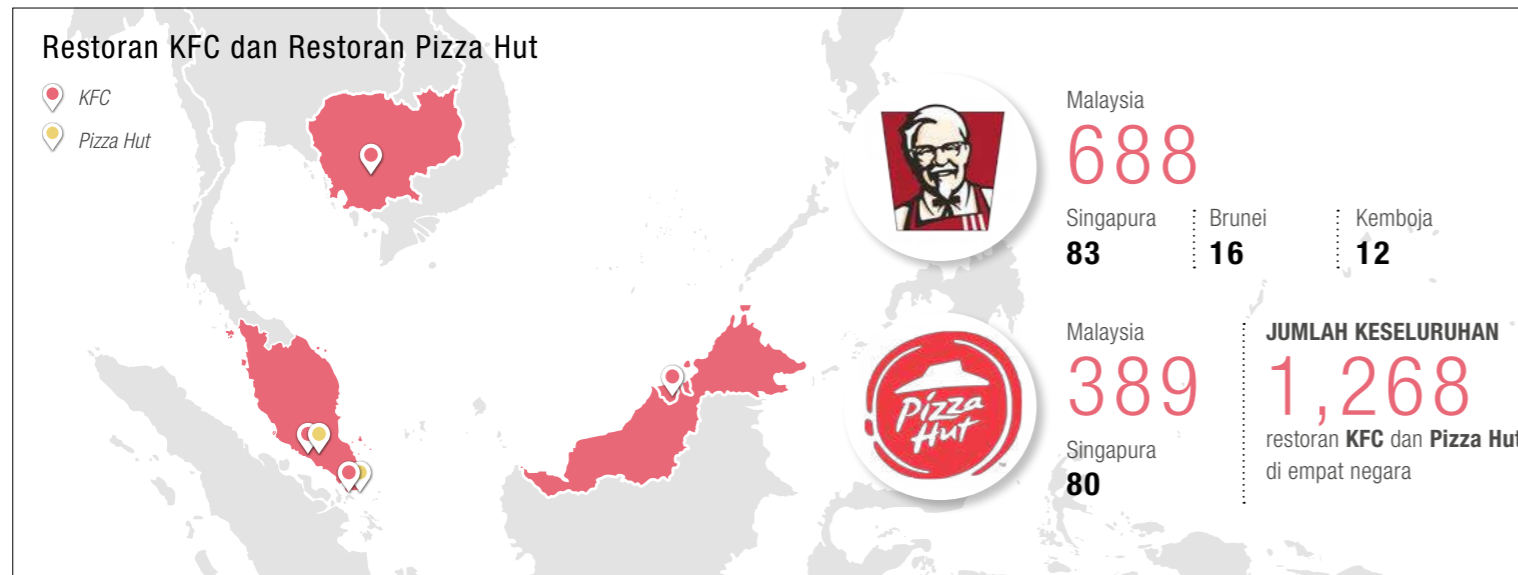 Restoran KFC dan Restoran Pizza Hut
KFC
Pizza Hut
Malaysia
688
Singapura
83
Brunei
16
Kemboja
12
Pizza
Hut
Malaysia
389
Singapura
80
JUMLAH KESELURUHAN
1,268
restoran KFC dan Pizza Hut
di empat negara